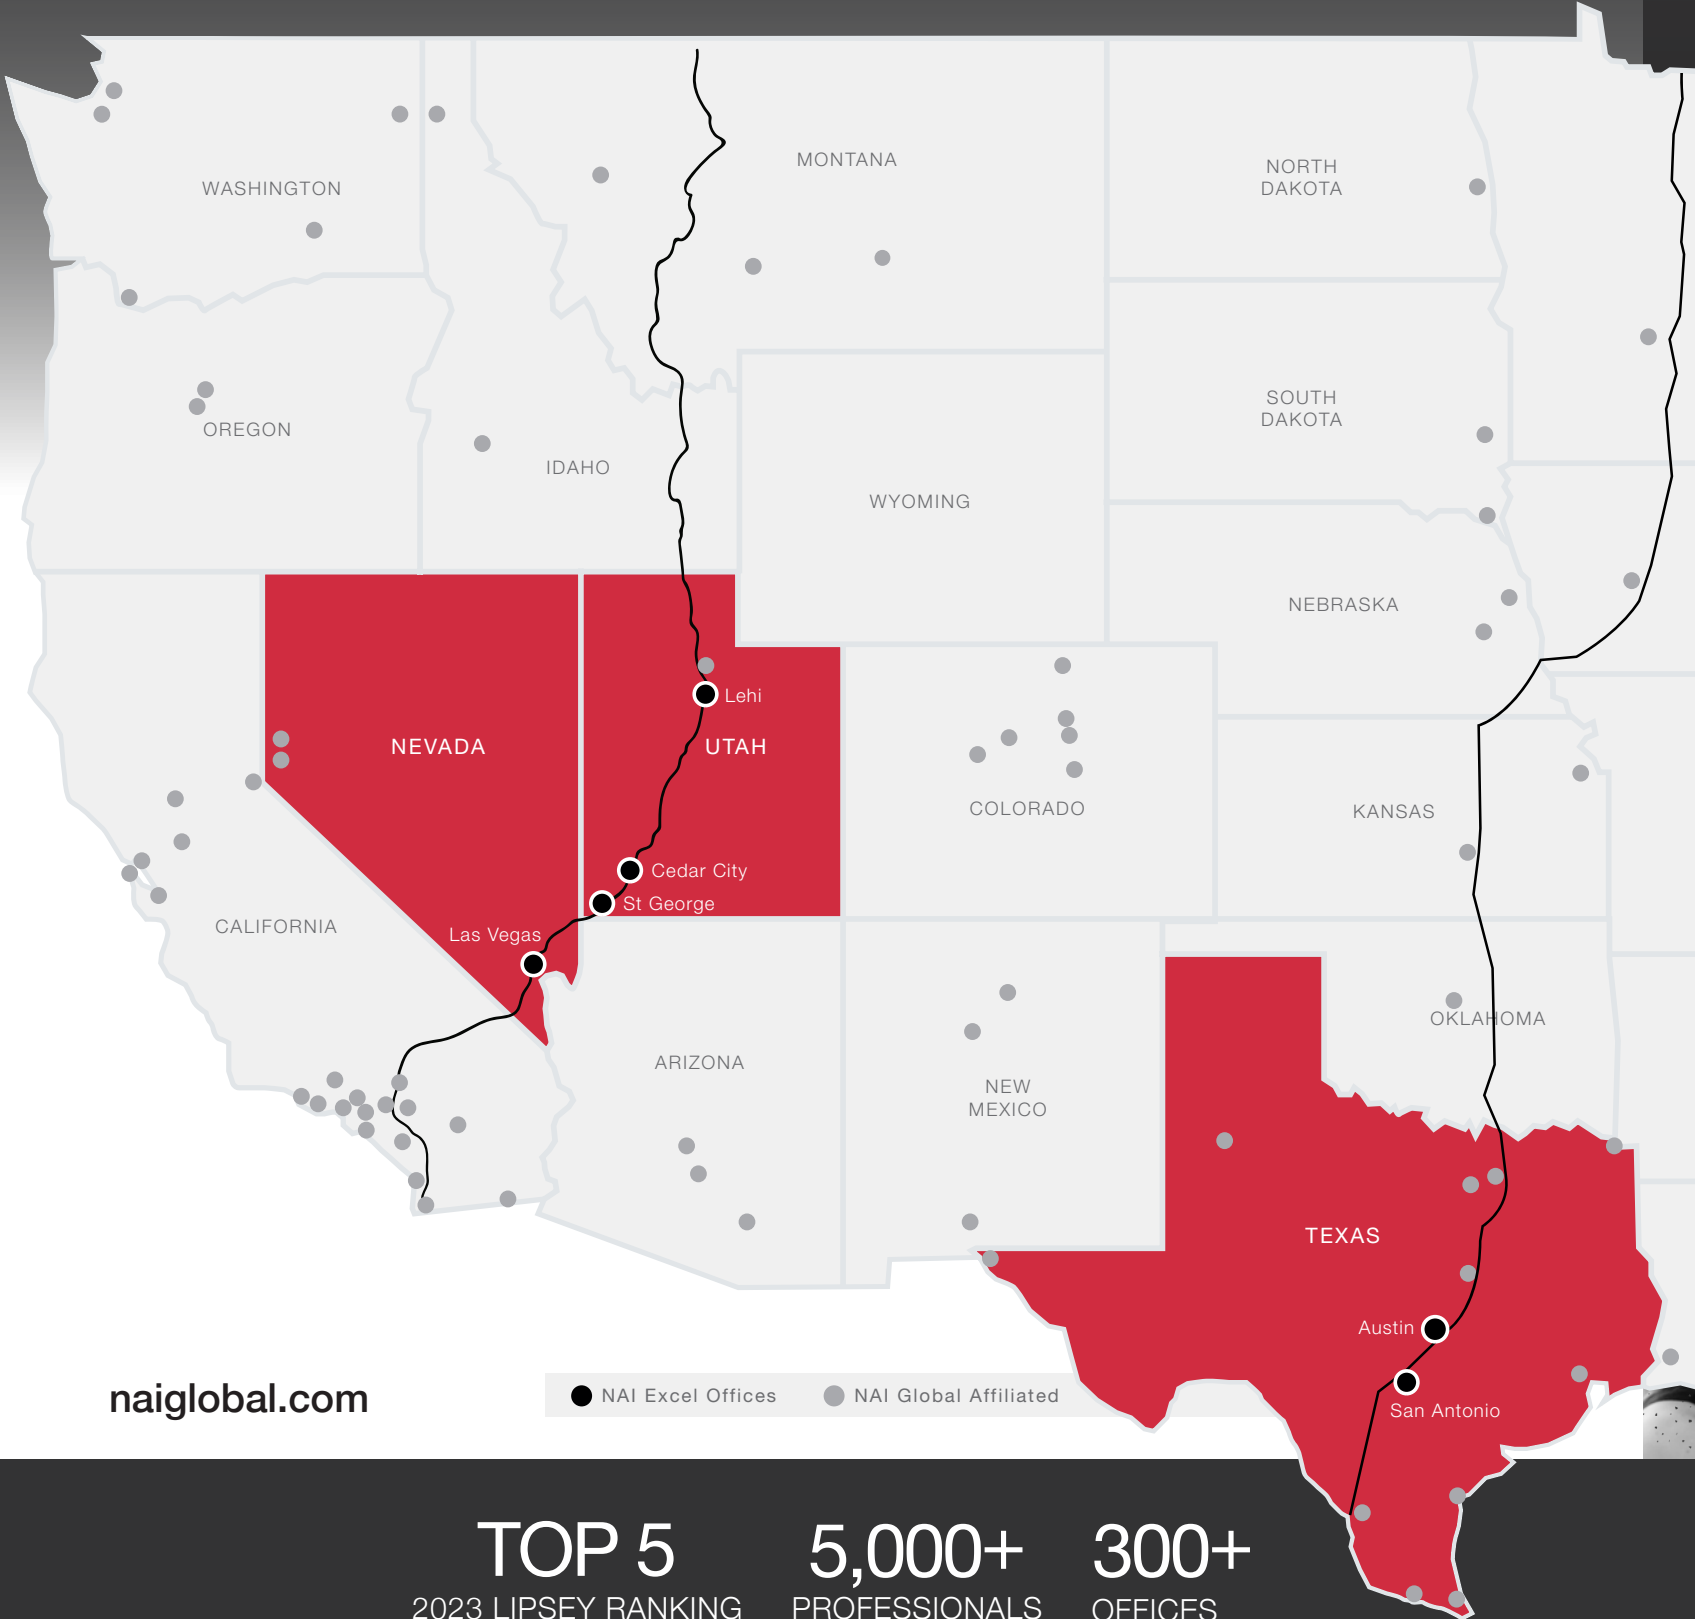 MONTANA
NORTH
DAKOTA
WASHINGTON
SOUTH
DAKOTA
OREGON
IDAHO
WYOMING
NEBRASKA
Lehi
NEVADA
UTAH
COLORADO
KANSAS
Cedar City
St George
CALIFORNIA
Las Vegas
OKLAHOMA
ARIZONA
NEW
MEXICO
TEXAS
Austin
San Antonio
naiglobal.com
NAI Excel Offices
NAI Global Affiliated
TOP 5
2023 LIPSEY RANKING
5,000+
PROFESSIONALS
300+
OFFICES